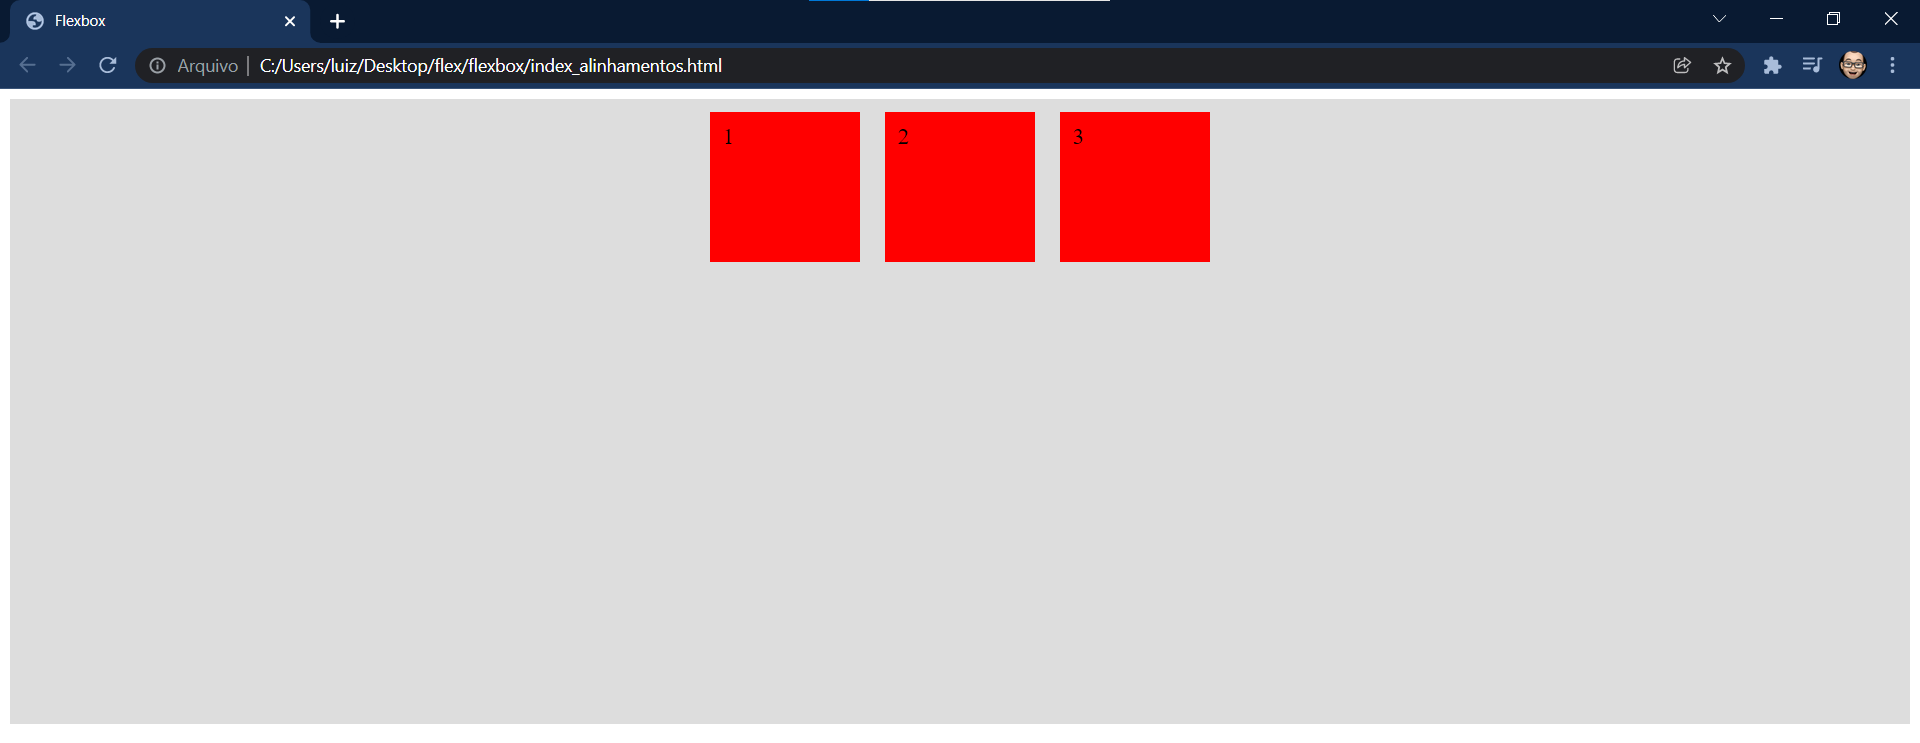 Flexbox
Arquivo | C:/Users/luiz/Desktop/flex/flexbox/index_alinhamentos.html
1 2 3